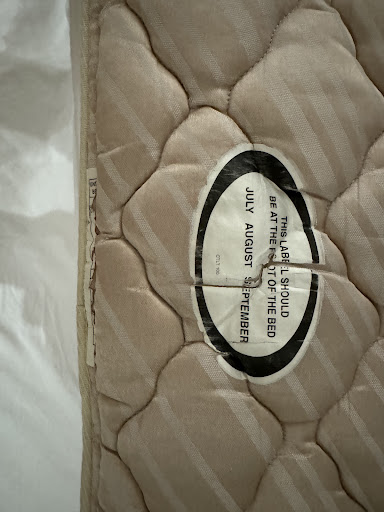 THIS LABEL SHOULD
BE AT THE FOOT OF THE BED
JULY AUGUST SEPTEMBER